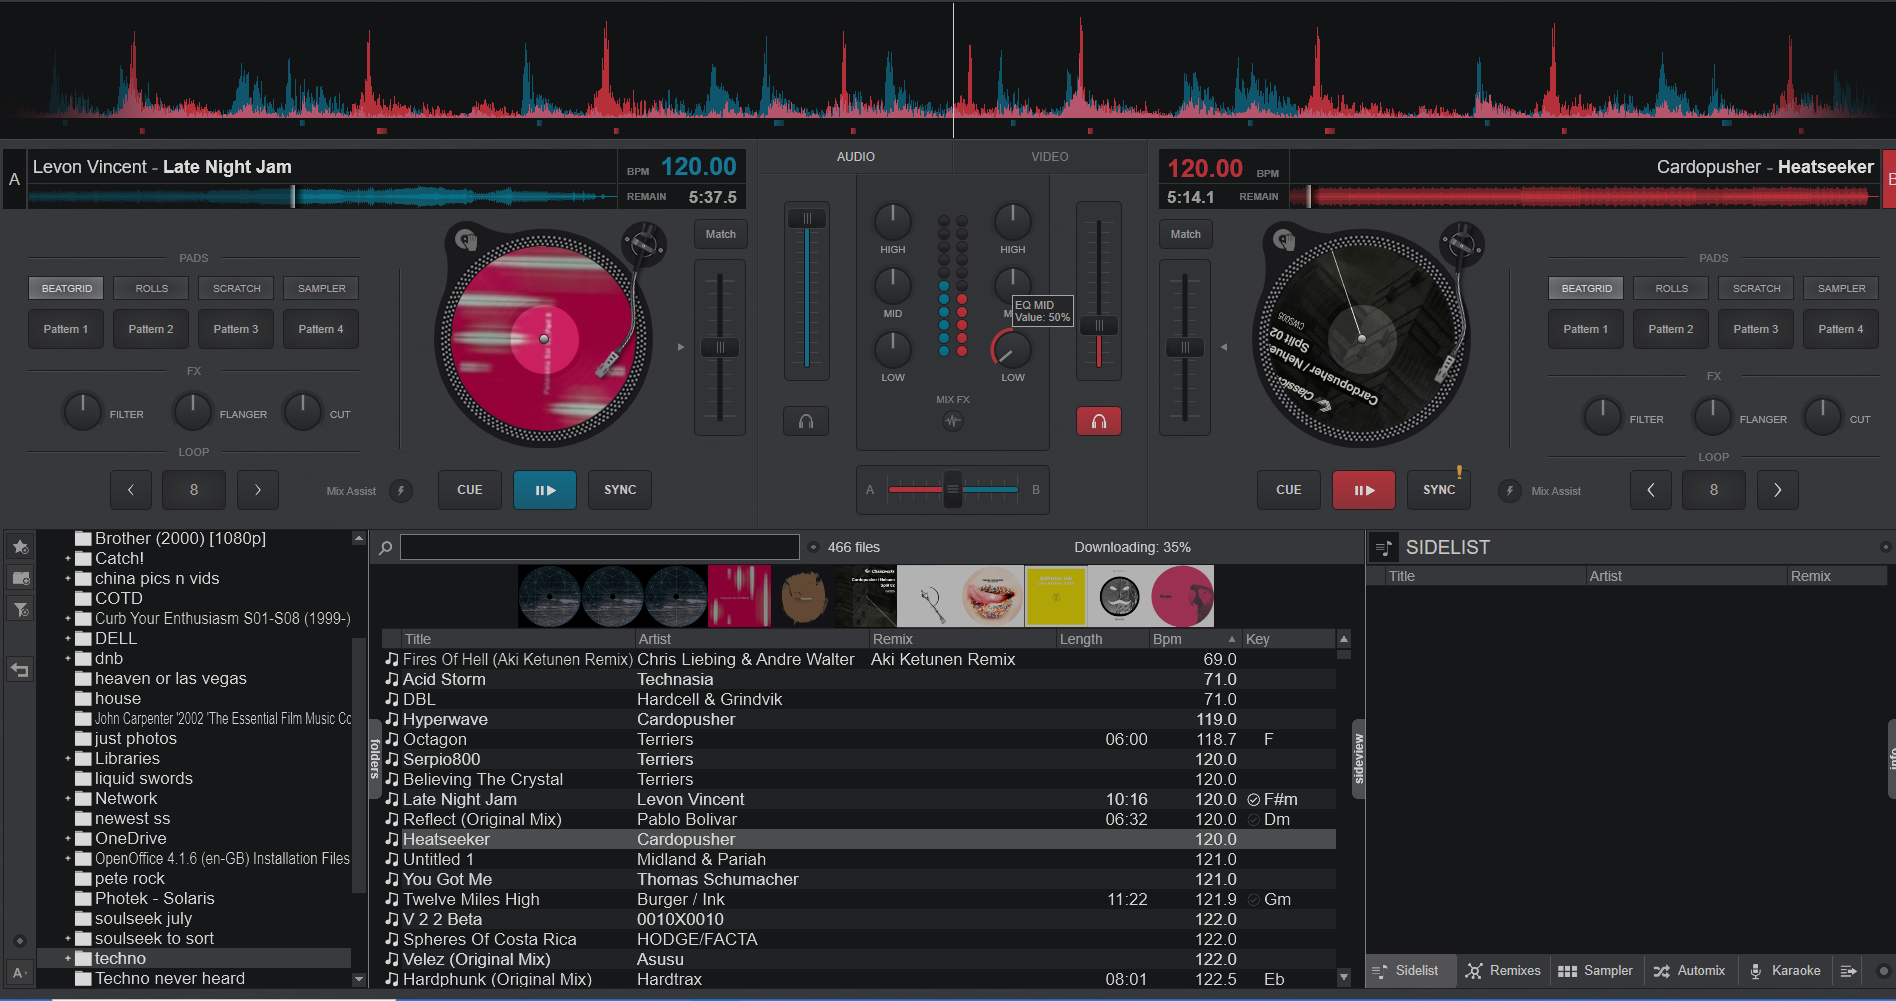 A
Levon Vincent - Late Night Jam
BPM 120.00
REMAIN 5:37.5
AUDIO
VIDEO
120.00 BPM
5:14.1 REMAIN
Cardopusher - Heatseeker
B
PADS
BEATGRID ROLLS SCRATCH SAMPLER
Pattern 1 Pattern 2 Pattern 3 Pattern 4
FX
FILTER FLANGER CUT
LOOP
8
Mix Assist
CUE
SYNC
Match
HIGH
MID
LOW
HIGH
EQ MID
Value: 50%
LOW
MIX FX
A B
Match
Classic
Cardopusher / Nehuen
Split 02
CWS005
CUE
SYNC
Mix Assist
PADS
BEATGRID ROLLS SCRATCH SAMPLER
Pattern 1 Pattern 2 Pattern 3 Pattern 4
FX
FILTER FLANGER CUT
LOOP
8
Brother (2000) [1080p]
Catch!
china pics n vids
COTD
Curb Your Enthusiasm S01-S08 (1999-)
DELL
dnb
heaven or las vegas
house
John Carpenter '2002 'The Essential Film Music Co
just photos
Libraries
liquid swords
Network
newest ss
OneDrive
OpenOffice 4.1.6 (en-GB) Installation Files
pete rock
Photek - Solaris
soulseek july
soulseek to sort
techno
Techno never heard
A
folders
466 files
Downloading: 35%
Title Artist Remix Length Bpm Key
Fires Of Hell (Aki Ketunen Remix) Chris Liebing & Andre Walter Aki Ketunen Remix 69.0
Acid Storm Technasia 71.0
DBL Hardcell & Grindvik 71.0
Hyperwave Cardopusher 119.0
Octagon Terriers 06:00 118.7 F
Serpio800 Terriers 120.0
Believing The Crystal Terriers 120.0
Late Night Jam Levon Vincent 10:16 120.0 F#m
Reflect (Original Mix) Pablo Bolivar 06:32 120.0 Dm
Heatseeker Cardopusher 120.0
Untitled 1 Midland & Pariah 121.0
You Got Me Thomas Schumacher 121.0
Twelve Miles High Burger / Ink 11:22 121.9 Gm
V 2 2 Beta 0010X0010 122.0
Spheres Of Costa Rica HODGE/FACTA 122.0
Velez (Original Mix) Asusu 122.0
Hardphunk (Original Mix) Hardtrax 08:01 122.5 Eb
sideview
SIDELIST
Title Artist Remix
info
Sidelist Remixes Sampler Automix Karaoke